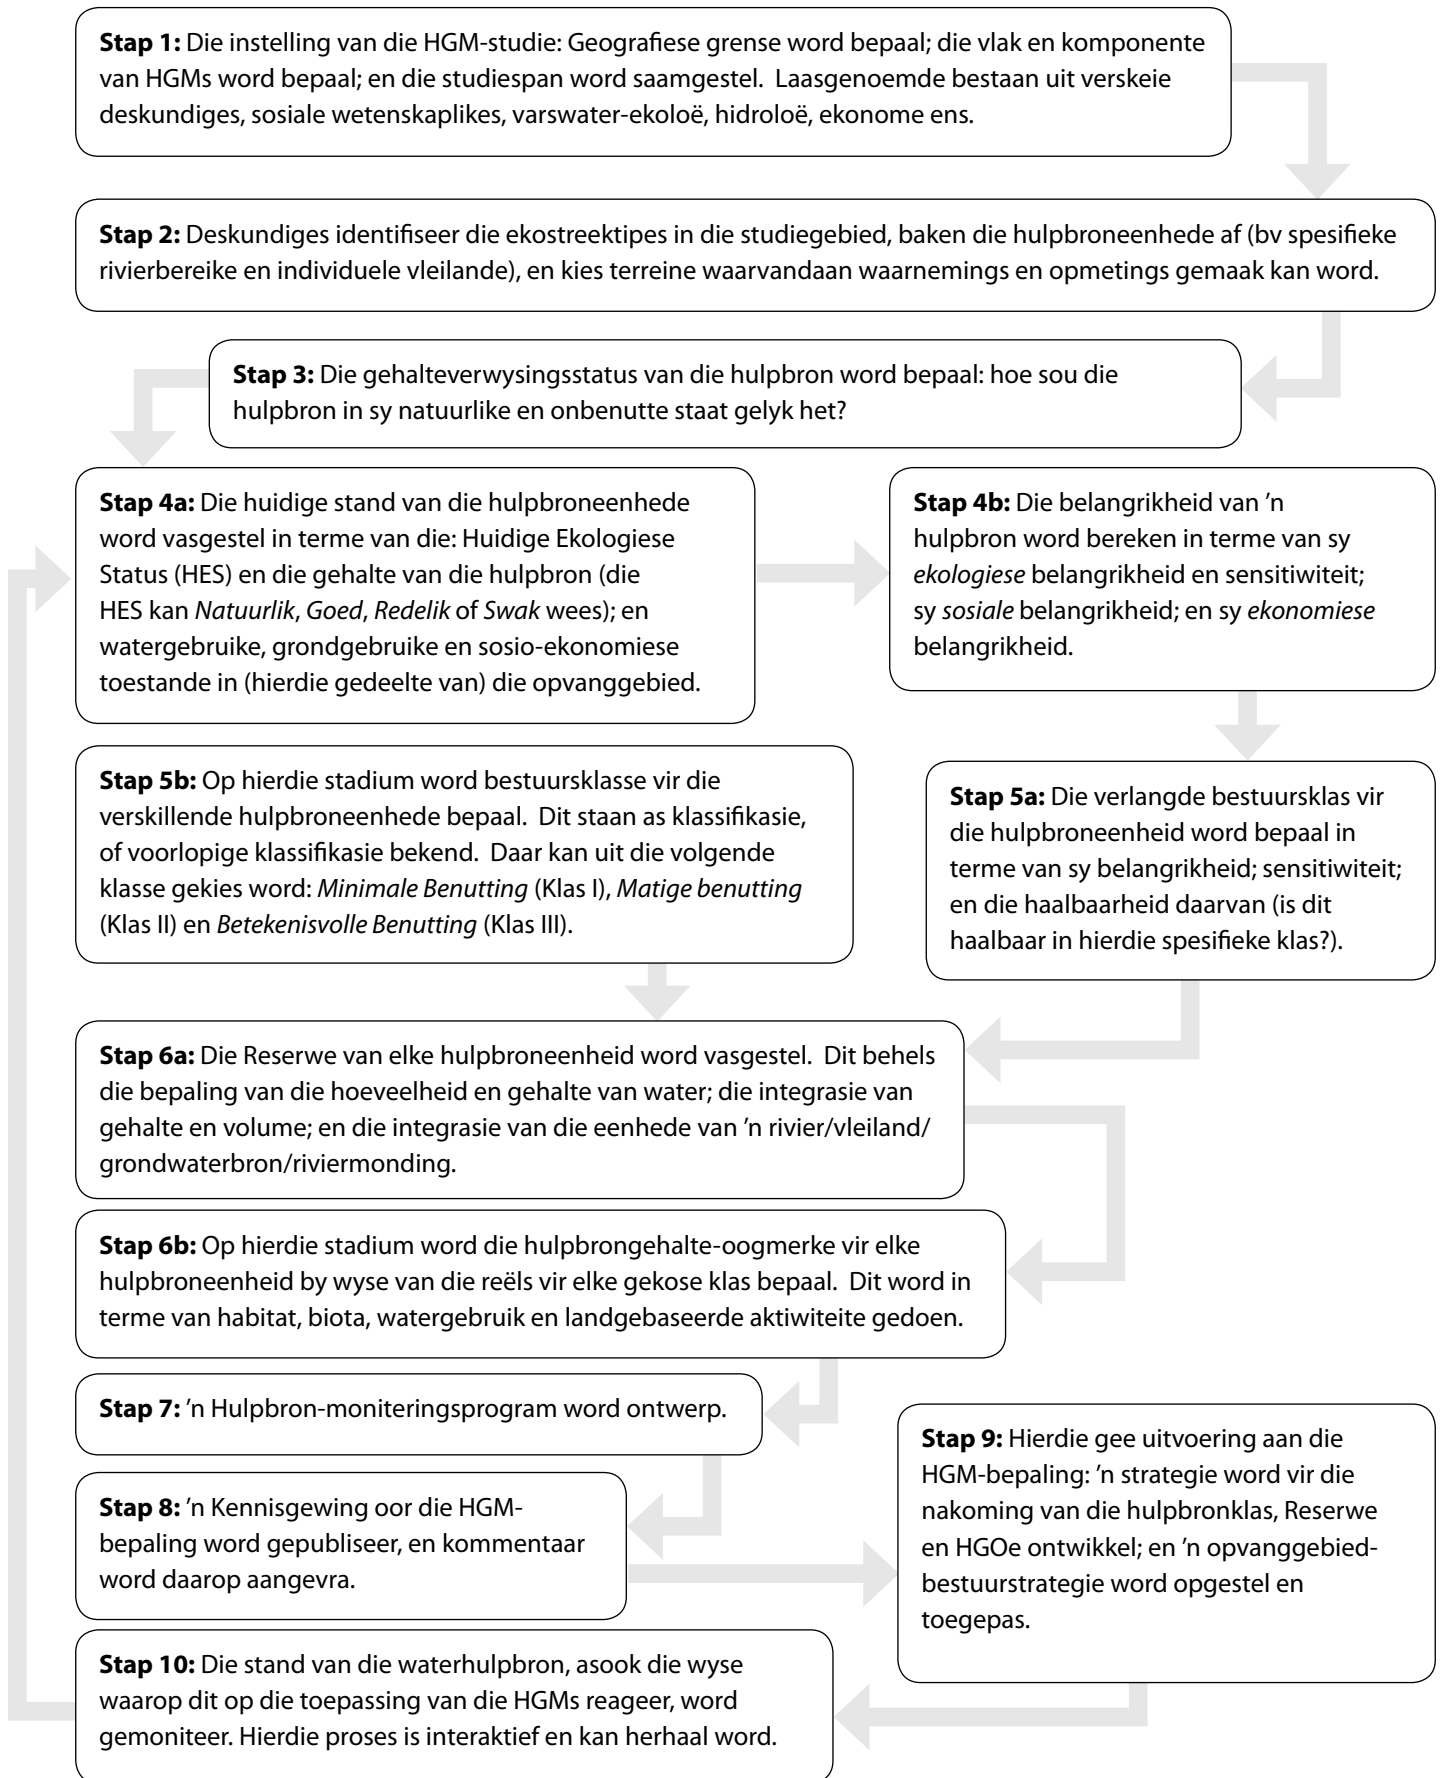 Stap 1: Die instelling van die HGM-studie: Geografiese grense word bepaal; die vlak en komponente
van HGMs word bepaal; en die studiespan word saamgestel. Laasgenoemde bestaan uit verskeie
deskundiges, sosiale wetenskaplikes, varswater-ekoloë, hidroloë, ekonome ens.
Stap 2: Deskundiges identifiseer die ekostreektipes in die studiegebied, baken die hulpbroneenhede af (bv spesifieke
rivierbereike en individuele vleilande), en kies terreine waarvandaan waarnemings en opmetings gemaak kan word.
Stap 3: Die gehalteverwysingsstatus van die hulpbron word bepaal: hoe sou die
hulpbron in sy natuurlike en onbenutte staat gelyk het?
Stap 4a: Die huidige stand van die hulpbroneenhede
word vasgestel in terme van die: Huidige Ekologiese
Status (HES) en die gehalte van die hulpbron (die
HES kan Natuurlik, Goed, Redelik of Swak wees); en
watergebruike, grondgebruike en sosio-ekonomiese
toestande in (hierdie gedeelte van) die opvanggebied.
Stap 4b: Die belangrikheid van ’n
hulpbron word bereken in terme van sy
ekologiese belangrikheid en sensitiwiteit;
sy sosiale belangrikheid; en sy ekonomiese
belangrikheid.
Stap 5b: Op hierdie stadium word bestuursklasse vir die
verskillende hulpbroneenhede bepaal. Dit staan as klassifikasie,
of voorlopige klassifikasie bekend. Daar kan uit die volgende
klasse gekies word: Minimale Benutting (Klas I), Matige benutting
(Klas II) en Betekenisvolle Benutting (Klas III).
Stap 5a: Die verlangde bestuursklas vir
die hulpbroneenheid word bepaal in
terme van sy belangrikheid; sensitiwiteit;
en die haalbaarheid daarvan (is dit
haalbaar in hierdie spesifieke klas?).
Stap 6a: Die Reserwe van elke hulpbroneenheid word vasgestel. Dit behels
die bepaling van die hoeveelheid en gehalte van water; die integrasie van
gehalte en volume; en die integrasie van die eenhede van ’n rivier/vleiland/
grondwaterbron/riviermonding.
Stap 6b: Op hierdie stadium word die hulpbrongehalte-oogmerke vir elke
hulpbroneenheid by wyse van die reëls vir elke gekose klas bepaal. Dit word in
terme van habitat, biota, watergebruik en landgebaseerde aktiwiteite gedoen.
Stap 7: ’n Hulpbron-moniteringsprogram word ontwerp.
Stap 8: ’n Kennisgewing oor die HGM-
bepaling word gepubliseer, en kommentaar
word daarop aangevra.
Stap 9: Hierdie gee uitvoering aan die
HGM-bepaling: ’n strategie word vir die
nakoming van die hulpbronklas, Reserwe
en HGOe ontwikkel; en ’n opvanggebied-
bestuurstrategie word opgestel en
toegepas.
Stap 10: Die stand van die waterhulpbron, asook die wyse
waarop dit op die toepassing van die HGMs reageer, word
gemoniteer. Hierdie proses is interaktief en kan herhaal word.